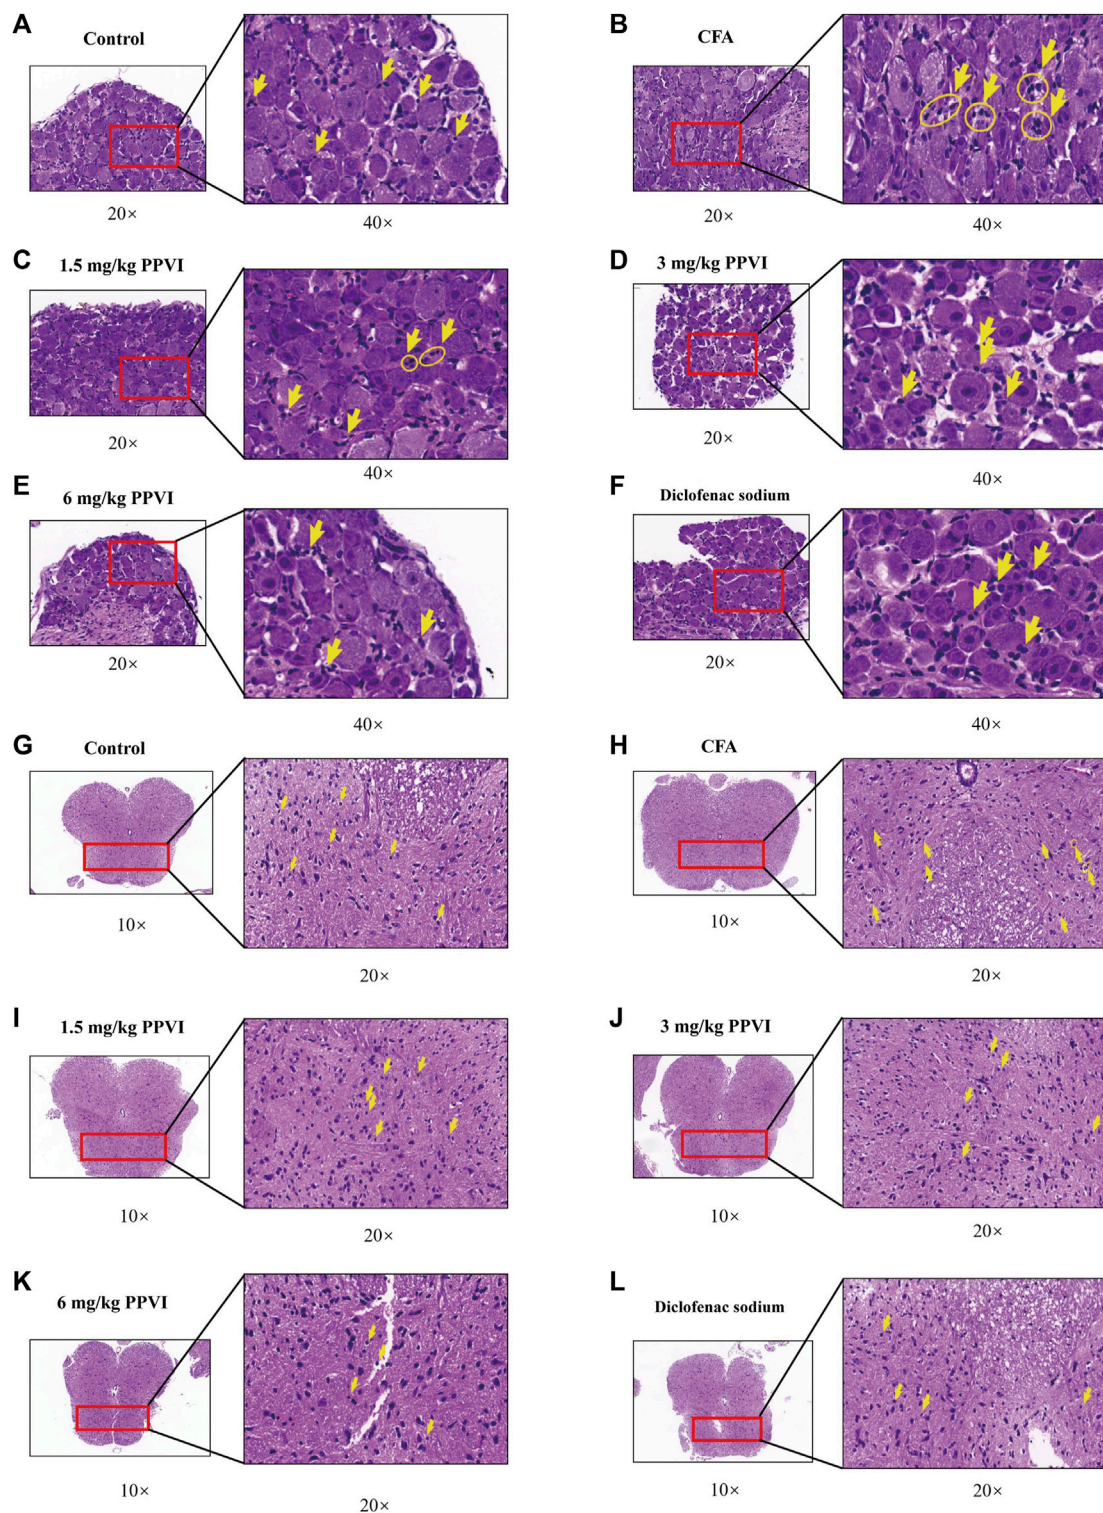 A
Control
20×
40×
B
CFA
20×
40×
C
1.5 mg/kg PPVI
20×
40×
D
3 mg/kg PPVI
20×
40×
E
6 mg/kg PPVI
20×
40×
F
Diclofenac sodium
20×
40×
G
Control
10×
20×
H
CFA
10×
20×
I
1.5 mg/kg PPVI
10×
20×
J
3 mg/kg PPVI
10×
20×
K
6 mg/kg PPVI
10×
20×
L
Diclofenac sodium
10×
20×